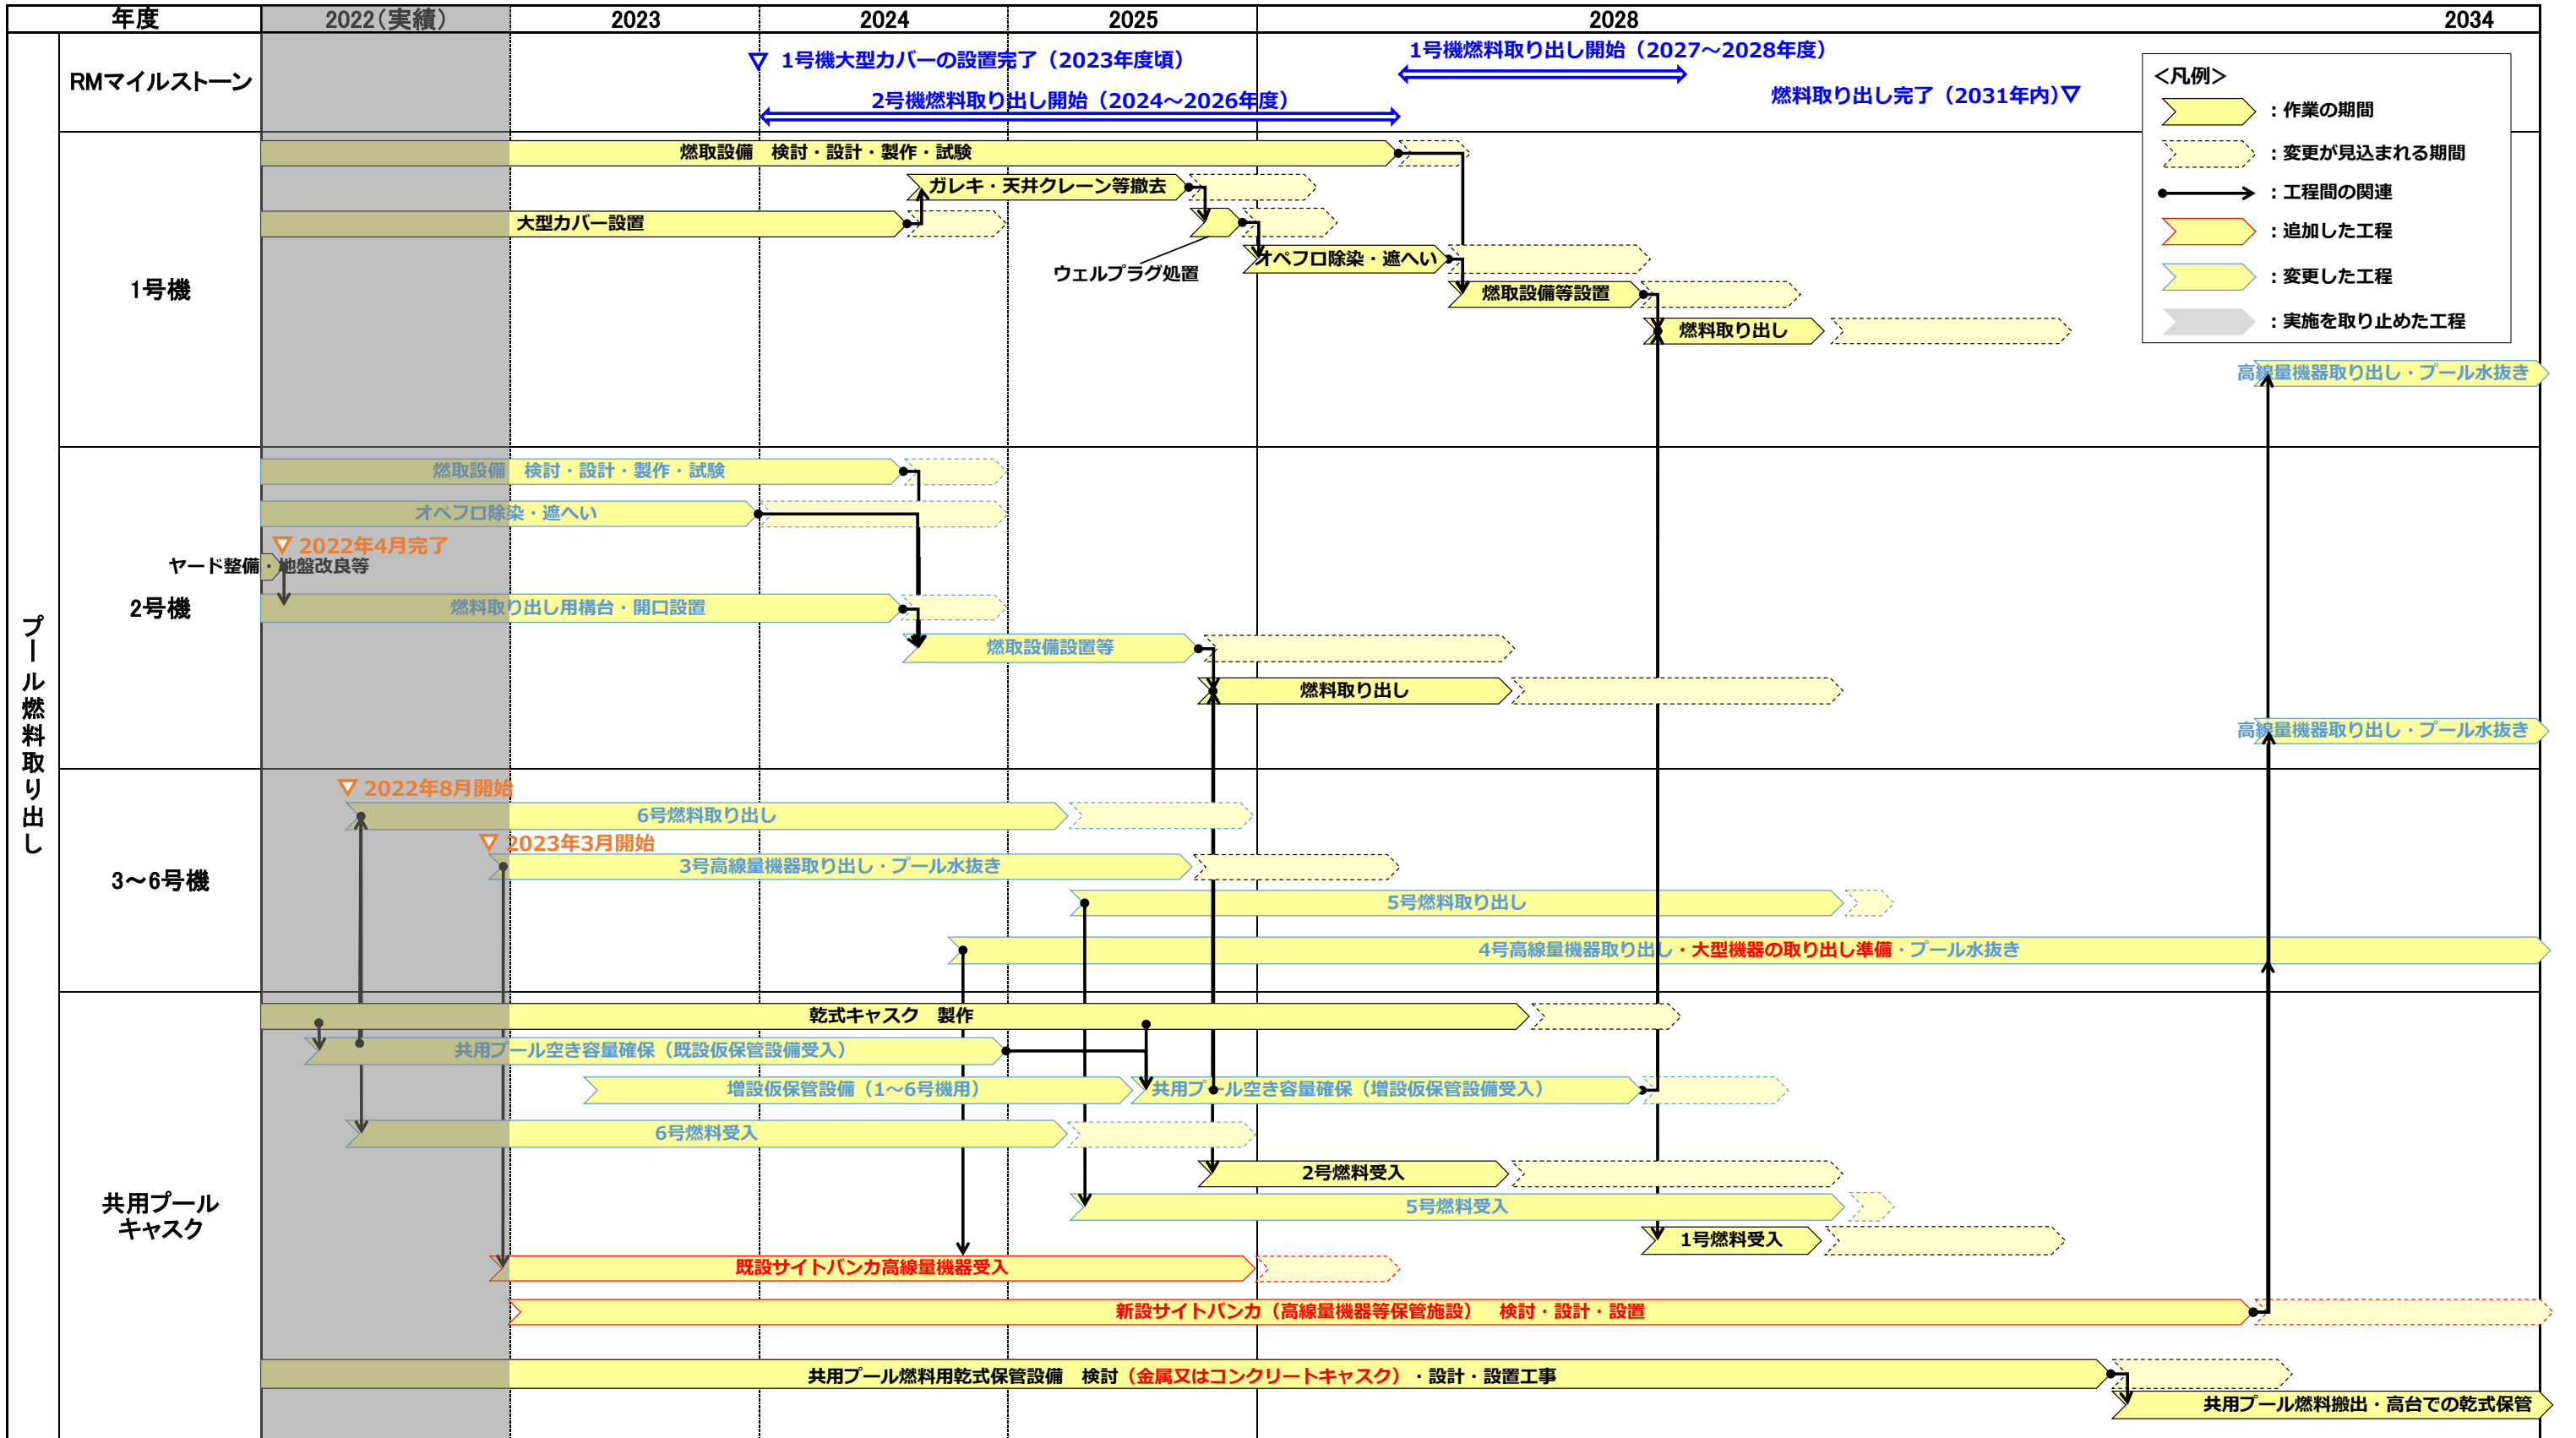 年度
2022（実績）
2023
2024
2025
2028
2034
プール燃料取り出し
RMマイルストーン
1号機大型カバーの設置完了（2023年度頃）
1号機燃料取り出し開始（2027～2028年度）
2号機燃料取り出し開始（2024～2026年度）
燃料取り出し完了（2031年内）
＜凡例＞
：作業の期間
：変更が見込まれる期間
：工程間の関連
：追加した工程
：変更した工程
：実施を取り止めた工程
1号機
燃取設備　検討・設計・製作・試験
ガレキ・天井クレーン等撤去
大型カバー設置
ウェルプラグ処置
オペフロ除染・遮へい
燃取設備等設置
燃料取り出し
高線量機器取り出し・プール水抜き
2号機
燃取設備　検討・設計・製作・試験
オペフロ除染・遮へい
2022年4月完了
ヤード整備・地盤改良等
燃料取り出し用構台・開口設置
燃取設備設置等
燃料取り出し
高線量機器取り出し・プール水抜き
3～6号機
2022年8月開始
6号燃料取り出し
2023年3月開始
3号高線量機器取り出し・プール水抜き
5号燃料取り出し
4号高線量機器取り出し・大型機器の取り出し準備・プール水抜き
共用プール
キャスク
乾式キャスク　製作
共用プール空き容量確保（既設仮保管設備受入）
増設仮保管設備（1～6号機用）
共用プール空き容量確保（増設仮保管設備受入）
6号燃料受入
2号燃料受入
5号燃料受入
1号燃料受入
既設サイトバンカ高線量機器受入
新設サイトバンカ（高線量機器等保管施設）　検討・設計・設置
共用プール燃料用乾式保管設備　検討（金属又はコンクリートキャスク）・設計・設置工事
共用プール燃料搬出・高台での乾式保管